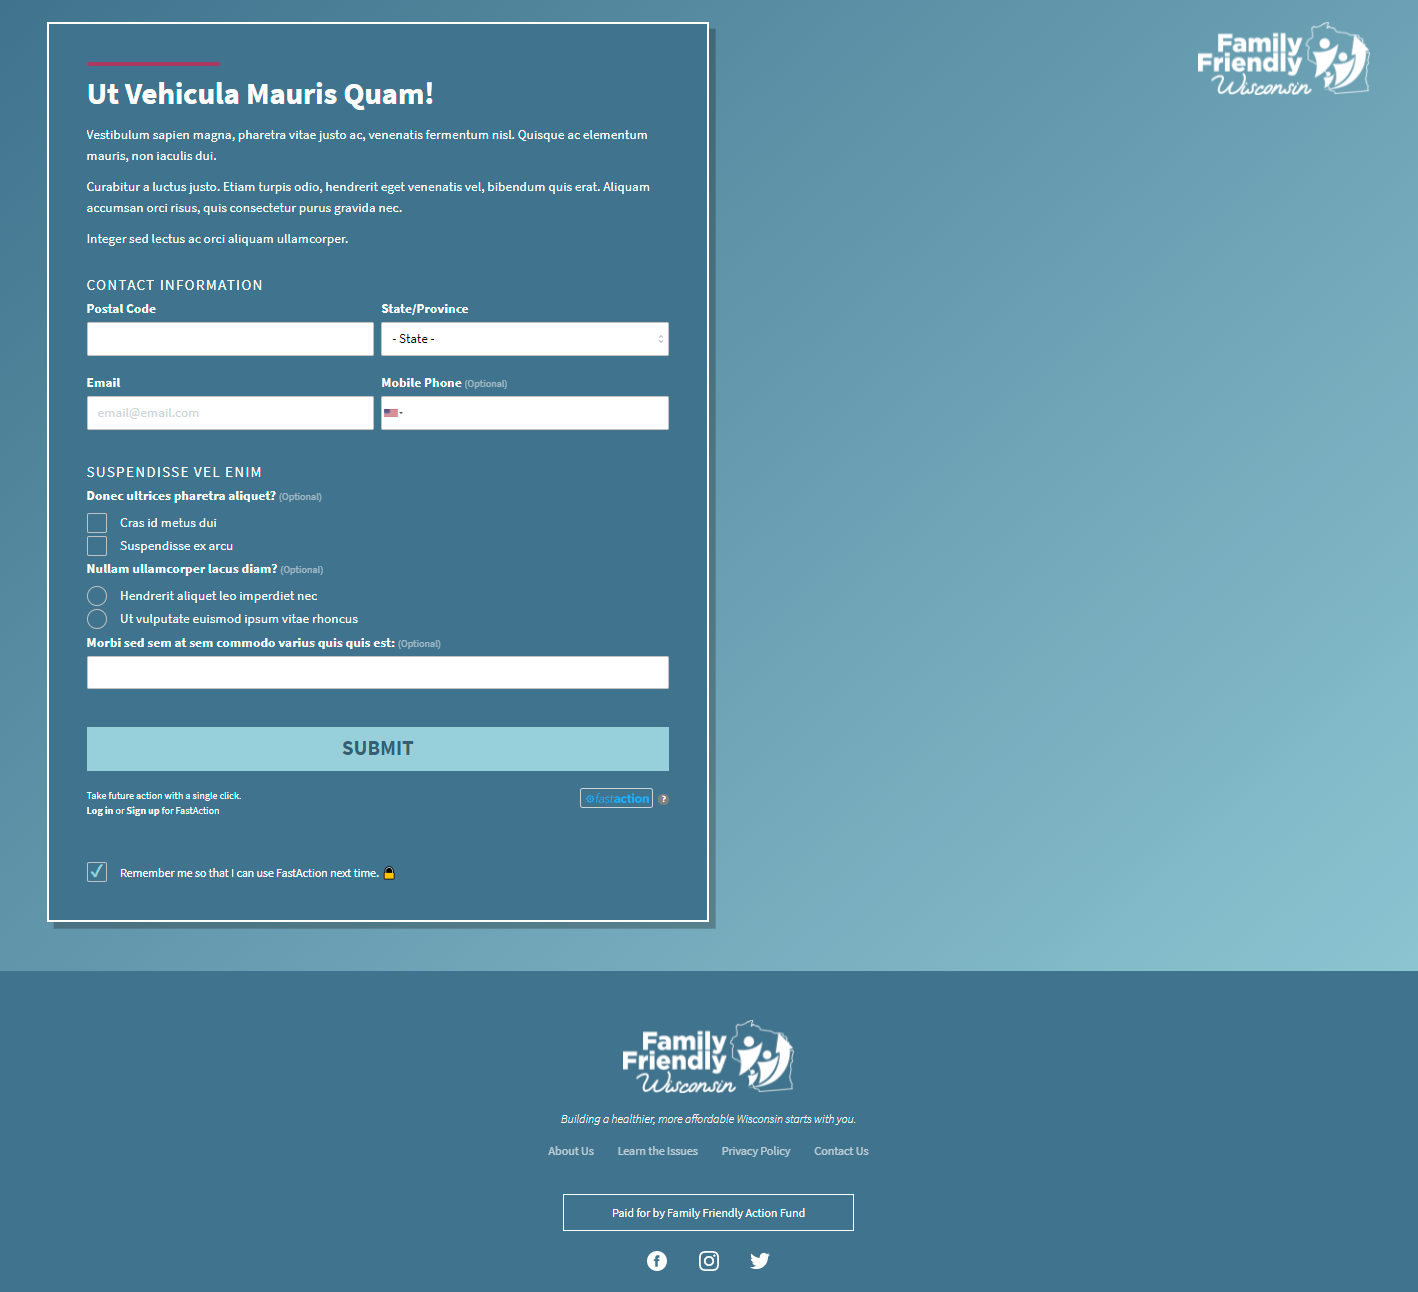 Family
Friendly
Wisconsin
Ut Vehicula Mauris Quam!
Vestibulum sapien magna, pharetra vitae justo ac, venenatis fermentum nisl. Quisque ac elementum
mauris, non iaculis dui.
Curabitur a luctus justo. Etiam turpis odio, hendrerit eget venenatis vel, bibendum quis erat. Aliquam
accumsan orci risus, quis consectetur purus gravida nec.
Integer sed lectus ac orci aliquam ullamcorper.
CONTACT INFORMATION
Postal Code State/Province
- State -
Email Mobile Phone (Optional)
email@email.com
SUSPENDISSE VEL ENIM
Donec ultrices pharetra aliquet? (Optional)
Cras id metus dui
Suspendisse ex arcu
Nullam ullamcorper lacus diam? (Optional)
Hendrerit aliquet leo imperdiet nec
Ut vulputate euismod ipsum vitae rhoncus
Morbi sed sem at sem commodo varius quis quis est: (Optional)
SUBMIT
Take future action with a single click.
Log in or Sign up for FastAction
fastaction ?
Remember me so that I can use FastAction next time.
Family
Friendly
Wisconsin
Building a healthier, more affordable Wisconsin starts with you.
About Us Learn the Issues Privacy Policy Contact Us
Paid for by Family Friendly Action Fund